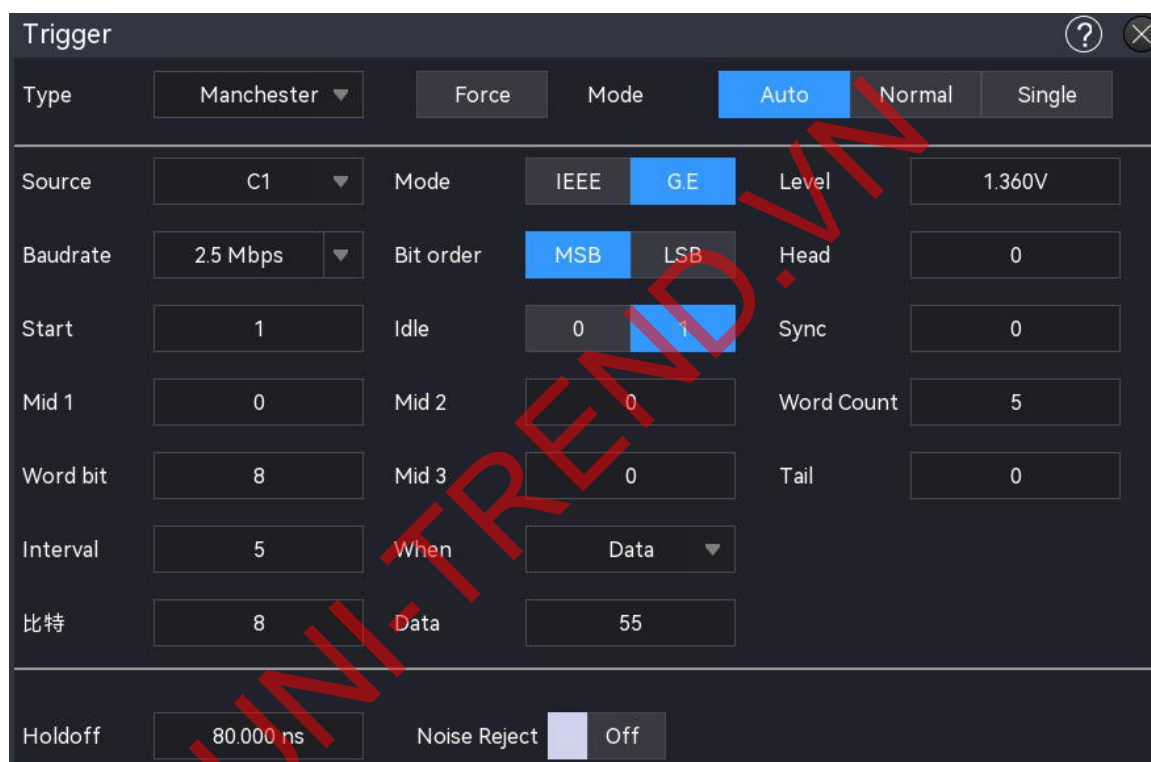 Trigger ?
Type Manchester Force Mode Auto Normal Single
Source C1 Mode IEEE G.E Level 1.360V
Baudrate 2.5 Mbps Bit order MSB LSB Head 0
Start 1 Idle 0 1 Sync 0
Mid 1 0 Mid 2 0 Word Count 5
Word bit 8 Mid 3 0 Tail 0
Interval 5 When Data
比特 8 Data 55
Holdoff 80.000 ns Noise Reject Off
UNI-TREND.VN